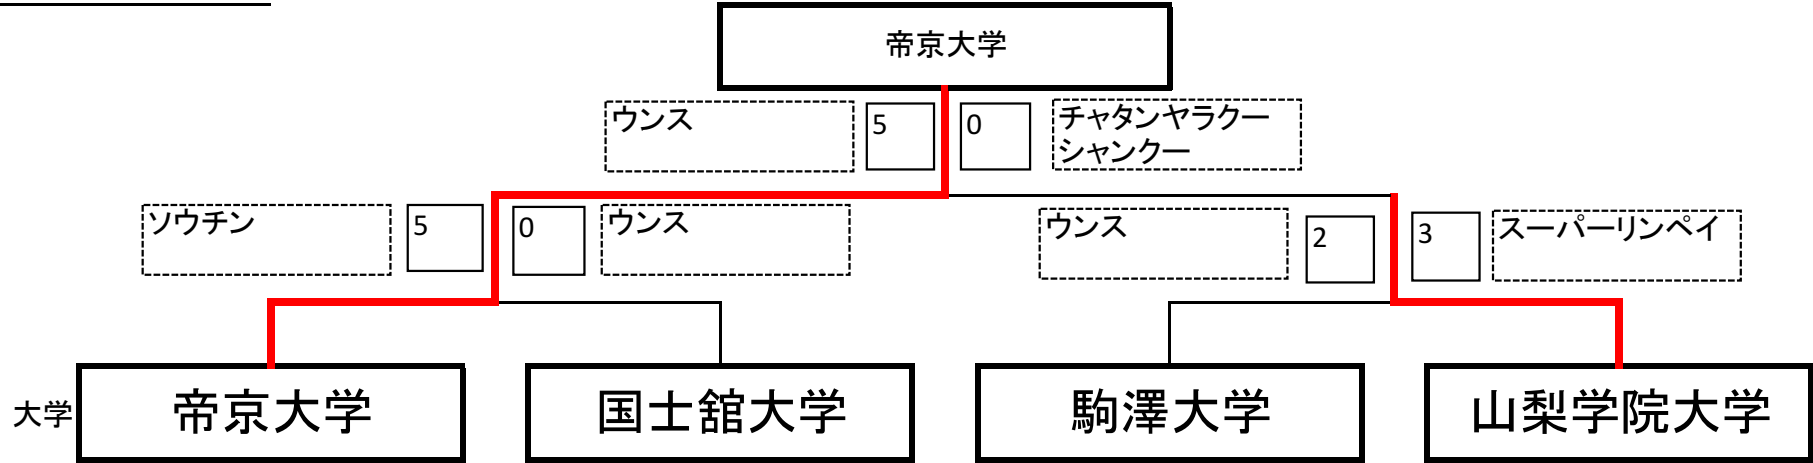 帝京大学
ウンス
5
0
チャタンヤラクー
シャンクー
ソウチン
5
0
ウンス
ウンス
2
3
スーパーリンペイ
大学
帝京大学
国士舘大学
駒澤大学
山梨学院大学